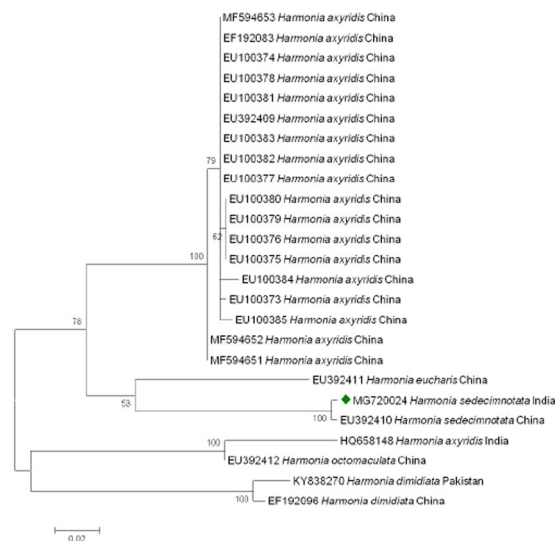 MF594653 Harmonia axyridis China
EF192083 Harmonia axyridis China
EU100374 Harmonia axyridis China
EU100378 Harmonia axyridis China
EU100381 Harmonia axyridis China
EU392409 Harmonia axyridis China
EU100383 Harmonia axyridis China
EU100382 Harmonia axyridis China
79
EU100377 Harmonia axyridis China
EU100380 Harmonia axyridis China
EU100379 Harmonia axyridis China
62
EU100376 Harmonia axyridis China
100
EU100375 Harmonia axyridis China
EU100384 Harmonia axyridis China
EU100373 Harmonia axyridis China
78
EU100385 Harmonia axyridis China
MF594652 Harmonia axyridis China
MF594651 Harmonia axyridis China
EU392411 Harmonia eucharis China
53
MG720024 Harmonia sedecimnotata India
100
EU392410 Harmonia sedecimnotata China
100
HQ658148 Harmonia axyridis India
EU392412 Harmonia octomaculata China
KY838270 Harmonia dimidiata Pakistan
100
EF192096 Harmonia dimidiata China
0.02